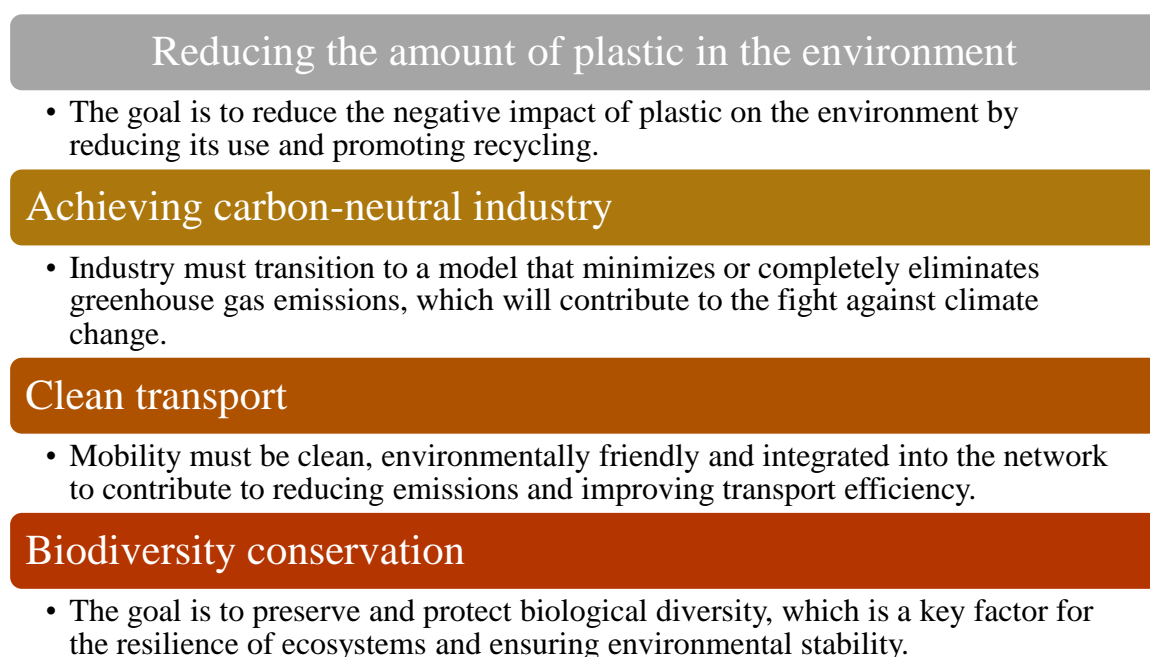 Reducing the amount of plastic in the environment
• The goal is to reduce the negative impact of plastic on the environment by
reducing its use and promoting recycling.
Achieving carbon-neutral industry
• Industry must transition to a model that minimizes or completely eliminates
greenhouse gas emissions, which will contribute to the fight against climate
change.
Clean transport
• Mobility must be clean, environmentally friendly and integrated into the network
to contribute to reducing emissions and improving transport efficiency.
Biodiversity conservation
• The goal is to preserve and protect biological diversity, which is a key factor for
the resilience of ecosystems and ensuring environmental stability.